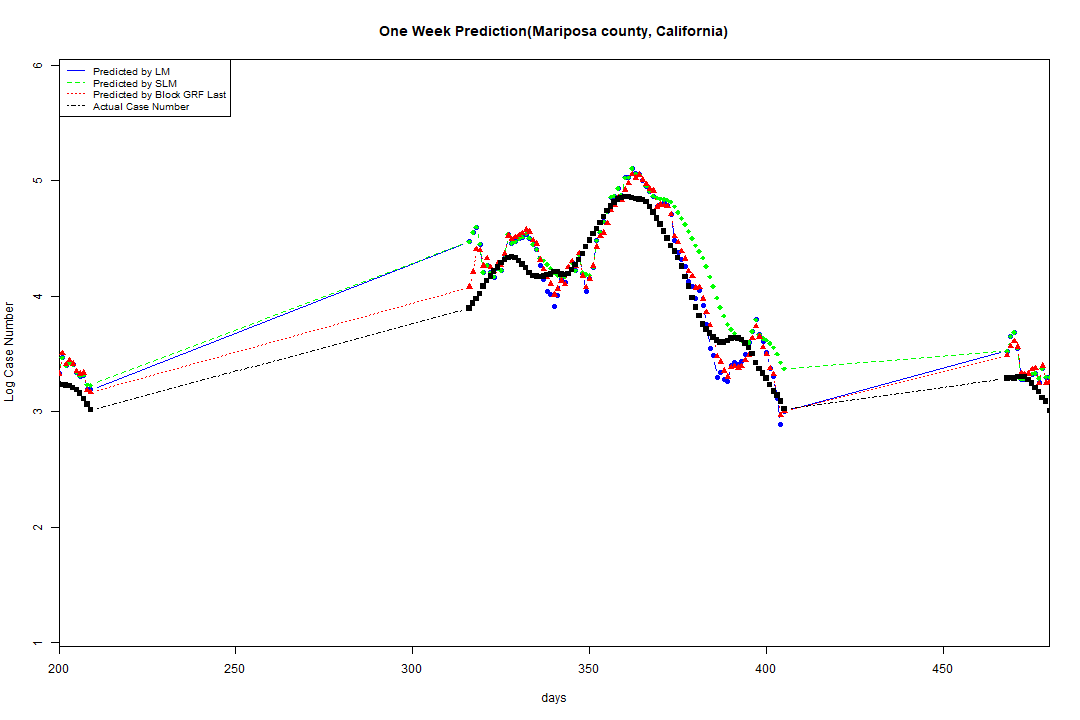 One Week Prediction(Mariposa county, California)
Predicted by LM
Predicted by SLM
Predicted by Block GRF Last
Actual Case Number
Log Case Number
6
5
4
3
2
1
200 250 300 350 400 450
days